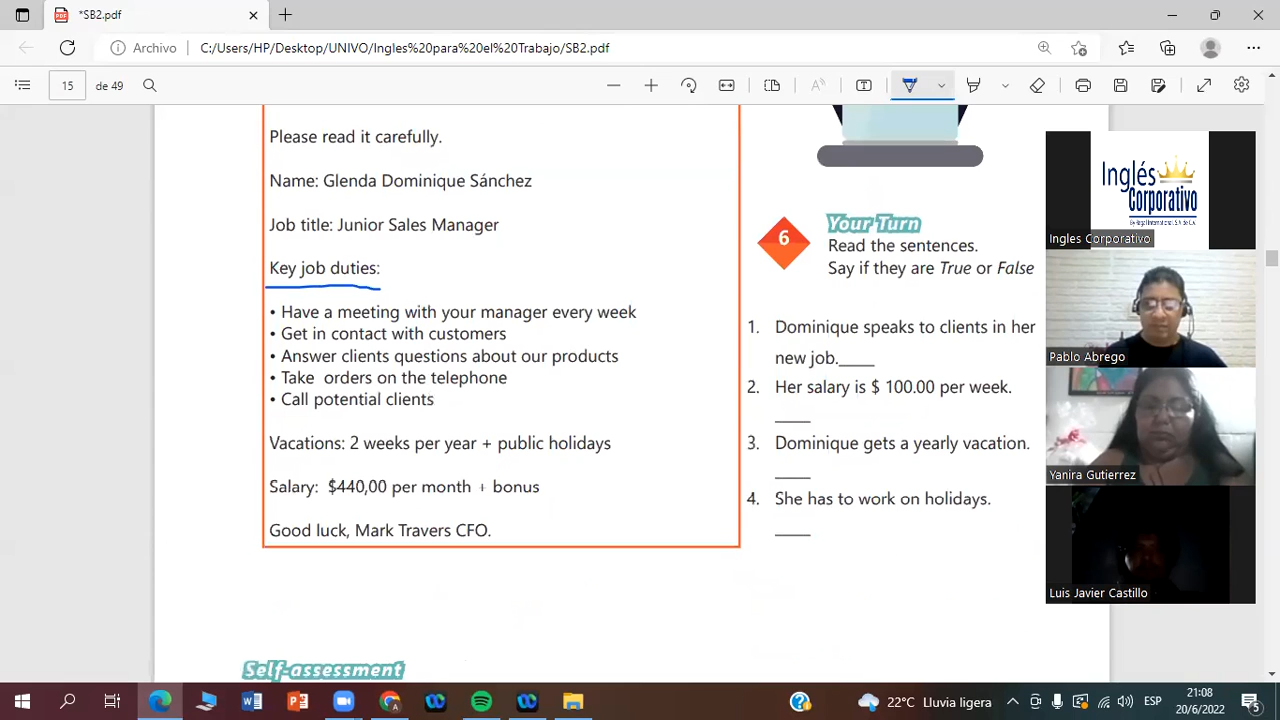 *SB2.pdf
Archivo
C:/Users/HP/Desktop/UNIVO/Ingles%20para%20el%20Trabajo/SB2.pdf
15
de 49
Please read it carefully.
Name: Glenda Dominique Sánchez
Job title: Junior Sales Manager
Key job duties:
• Have a meeting with your manager every week
• Get in contact with customers
• Answer clients questions about our products
• Take orders on the telephone
• Call potential clients
Vacations: 2 weeks per year + public holidays
Salary: $440,00 per month + bonus
Good luck, Mark Travers CFO.
Self-assessment
6
Your Turn
Read the sentences.
Say if they are True or False
1. Dominique speaks to clients in her
new job.____
2. Her salary is $ 100.00 per week.
____
3. Dominique gets a yearly vacation.
____
4. She has to work on holidays.
____
Inglés
Corporativo
Ingles Corporativo
Pablo Abrego
Yanira Gutierrez
Luis Javier Castillo
22°C Lluvia ligera
ESP
21:08
20/6/2022
5